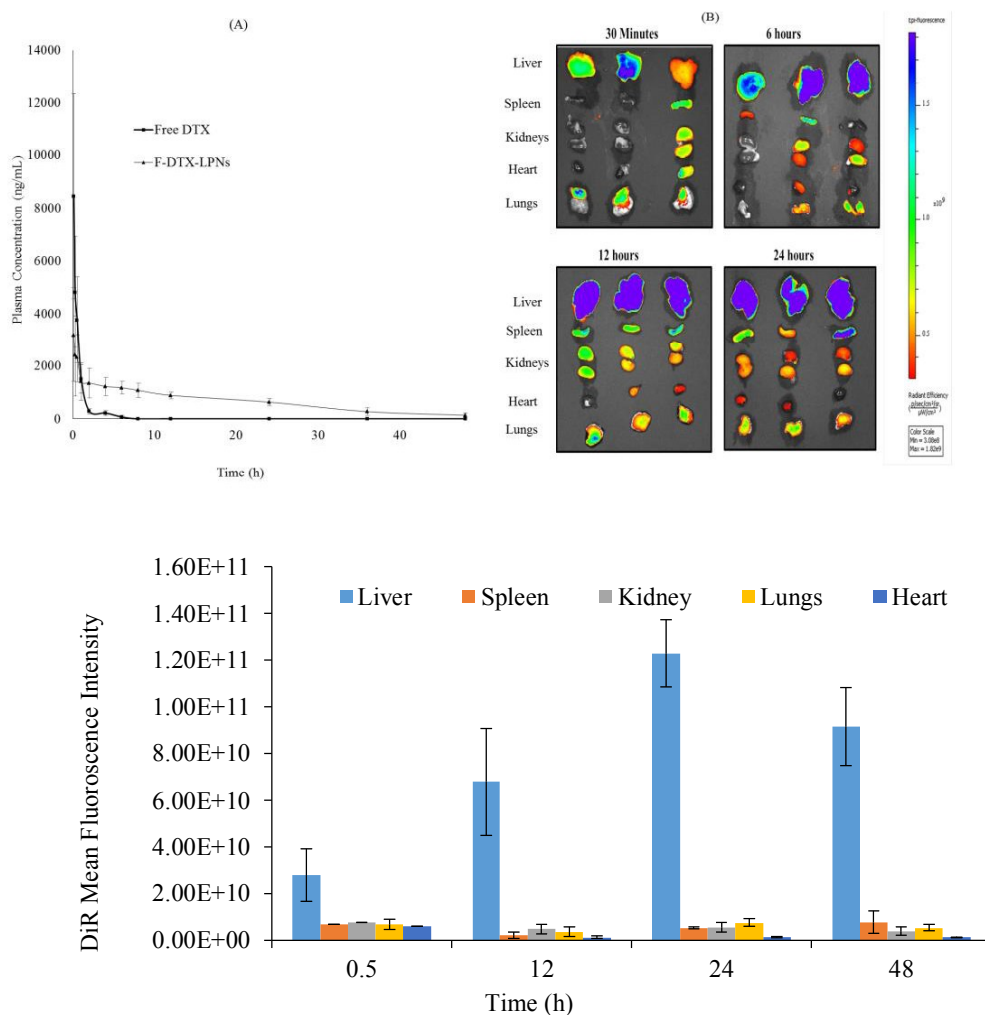 (A)
14000
12000
10000
8000
6000
4000
2000
0
Plasma Concentration (ng/mL)
Free DTX
F-DTX-LPNs
0 10 20 30 40
Time (h)
(B)
30 Minutes
6 hours
Liver
Spleen
Kidneys
Heart
Lungs
12 hours
24 hours
Liver
Spleen
Kidneys
Heart
Lungs
Epi-fluorescence
1.5
1.0
x10⁹
0.5
Radiant Efficiency
Color Scale
Min = 3.08e8
Max = 1.82e9
1.60E+11
1.40E+11
1.20E+11
1.00E+11
8.00E+10
6.00E+10
4.00E+10
2.00E+10
0.00E+00
DiR Mean Fluoroscence Intensity
Liver Spleen Kidney Lungs Heart
0.5 12 24 48
Time (h)